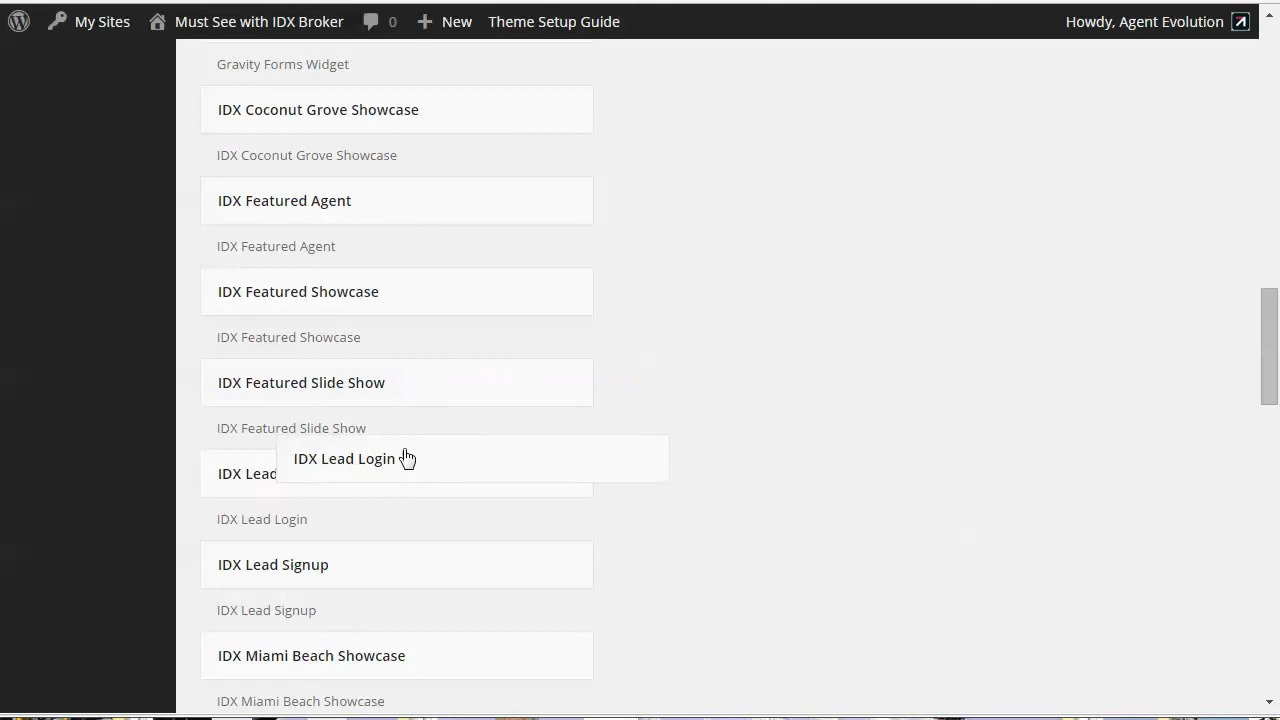 My Sites Must See with IDX Broker 0 New Theme Setup Guide Howdy, Agent Evolution
Gravity Forms Widget
IDX Coconut Grove Showcase
IDX Coconut Grove Showcase
IDX Featured Agent
IDX Featured Agent
IDX Featured Showcase
IDX Featured Showcase
IDX Featured Slide Show
IDX Featured Slide Show
IDX Lead Login
IDX Lead
IDX Lead Login
IDX Lead Signup
IDX Lead Signup
IDX Miami Beach Showcase
IDX Miami Beach Showcase